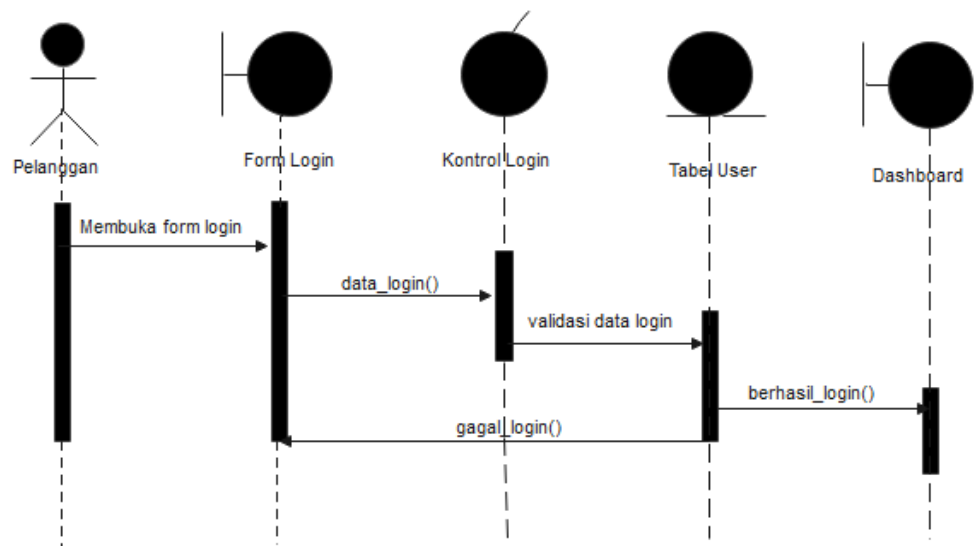 Pelanggan
Form Login
Kontrol Login
Tabel User
Dashboard
Membuka form login
data_login()
validasi data login
berhasil_login()
gagal_login()